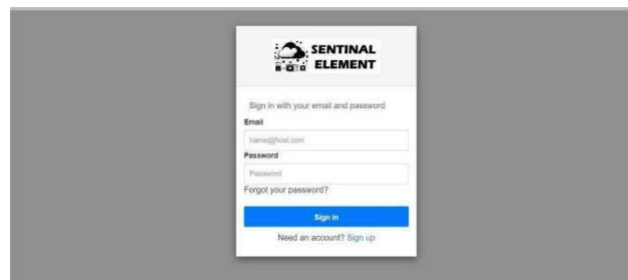 SENTINAL
ELEMENT
Sign in with your email and password
Email
name@host.com
Password
Password
Forgot your password?
Sign in
Need an account? Sign up